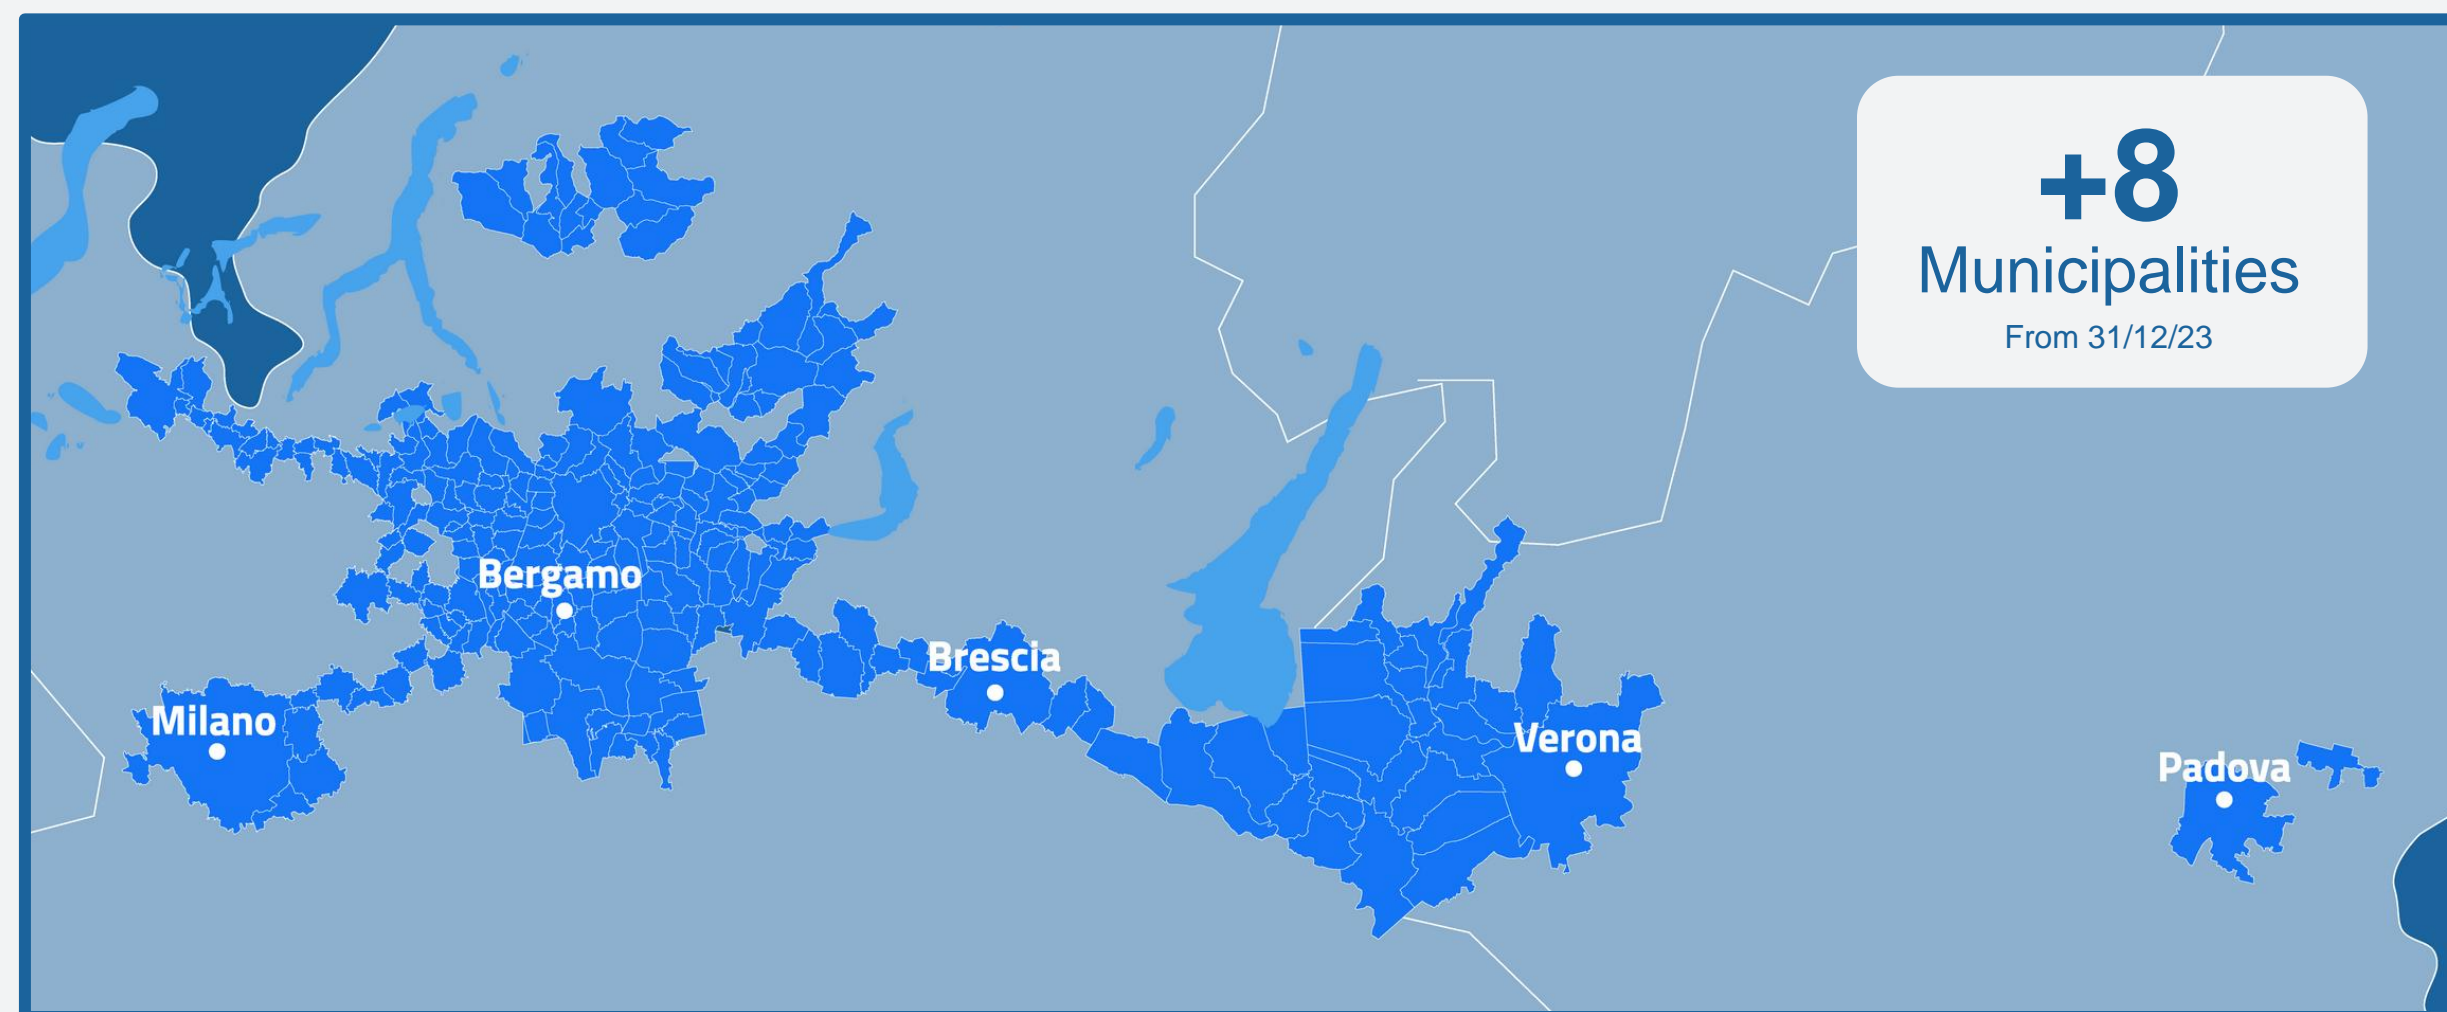 +8
Municipalities
From 31/12/23
Bergamo
Brescia
Milano
Verona
Padova